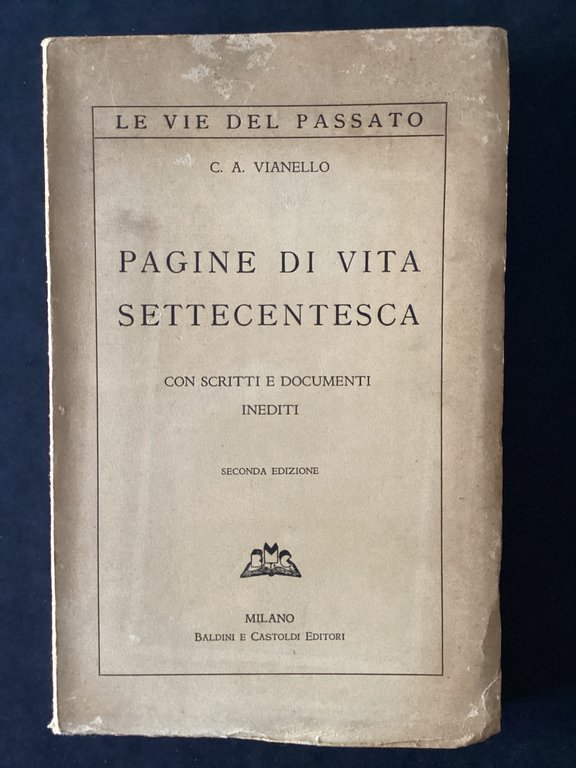 LE VIE DEL PASSATO
C. A. VIANELLO
PAGINE DI VITA
SETTECENTESCA
CON SCRITTI E DOCUMENTI
INEDITI
SECONDA EDIZIONE
MILANO
BALDINI E CASTOLDI EDITORI